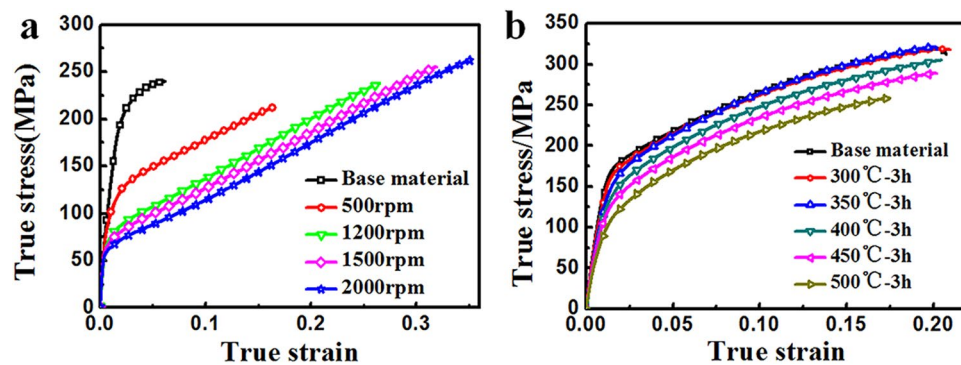 a
300
250
200
150
100
50
0
True stress(MPa)
Base material
500rpm
1200rpm
1500rpm
2000rpm
0.0
0.1
0.2
0.3
True strain
b
350
300
250
200
150
100
50
0
True stress/MPa
Base material
300℃-3h
350℃-3h
400℃-3h
450℃-3h
500℃-3h
0.00
0.05
0.10
0.15
0.20
True strain